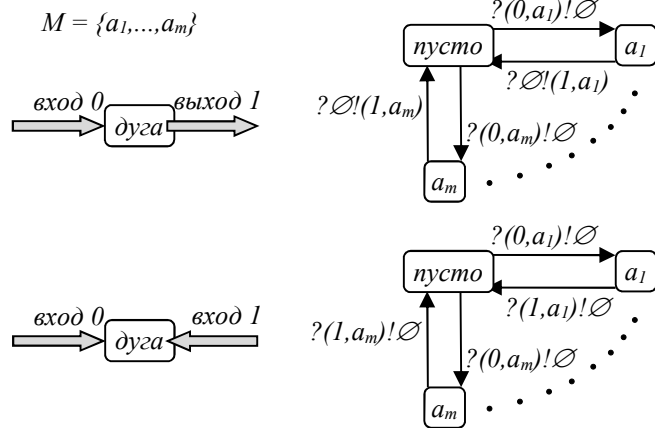 M = {a₁,...,aₘ}
?(0,a₁)!∅
пусто
a₁
?∅!(1,a₁)
вход 0
выход 1
дуга
?∅!(1,aₘ)
?(0,aₘ)!∅
aₘ
?(0,a₁)!∅
пусто
a₁
?(1,a₁)!∅
вход 0
вход 1
дуга
?(1,aₘ)!∅
?(0,aₘ)!∅
aₘ